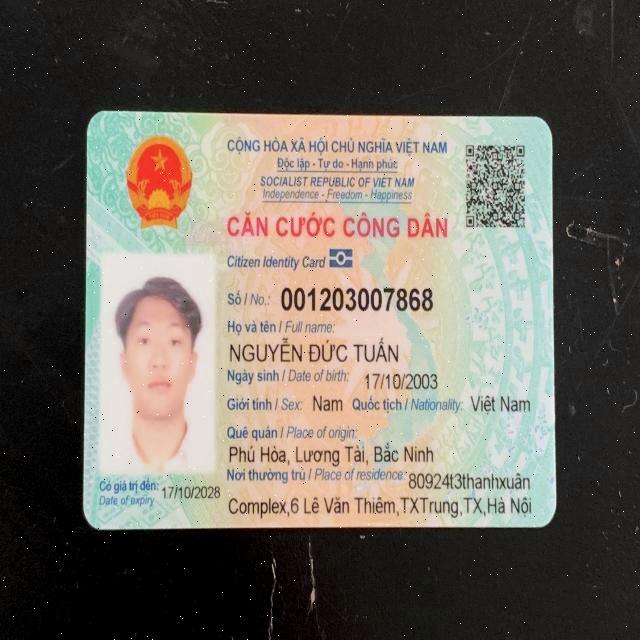 CỘNG HÒA XÃ HỘI CHỦ NGHĨA VIỆT NAM
Độc lập - Tự do - Hạnh phúc
SOCIALIST REPUBLIC OF VIET NAM
Independence - Freedom - Happiness
CĂN CƯỚC CÔNG DÂN
Citizen Identity Card
Số / No.: 001203007868
Họ và tên / Full name:
NGUYỄN ĐỨC TUẤN
Ngày sinh / Date of birth: 17/10/2003
Giới tính / Sex: Nam Quốc tịch / Nationality: Việt Nam
Quê quán / Place of origin:
Phú Hòa, Lương Tài, Bắc Ninh
Nơi thường trú / Place of residence: 80924t3thanhxuân
Complex,6 Lê Văn Thiêm,TXTrung,TX,Hà Nội
Có giá trị đến: 17/10/2028
Date of expiry